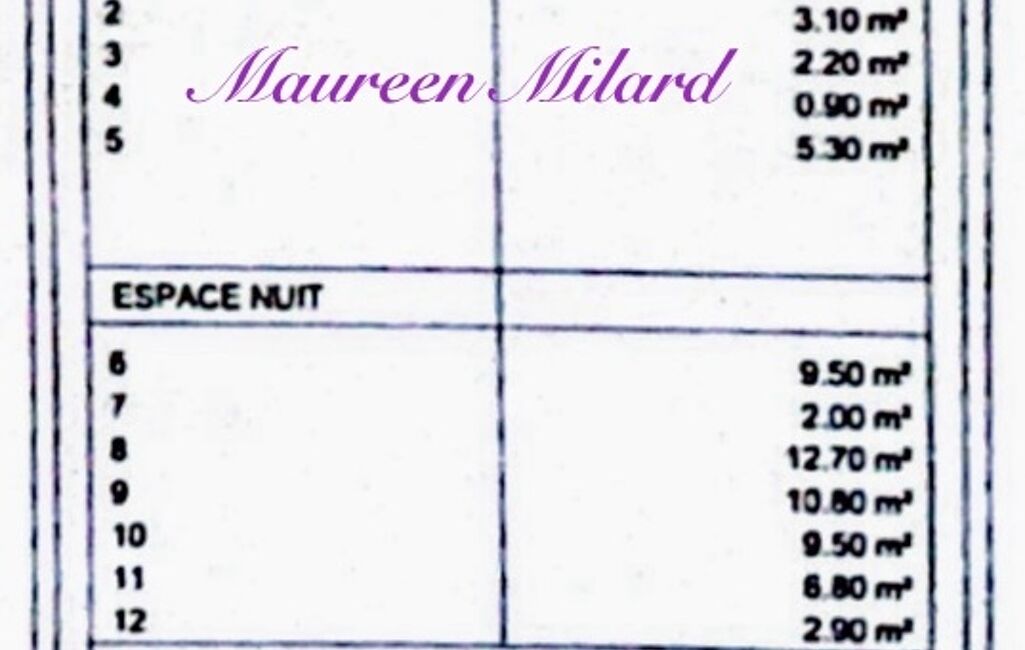 2 3.10 m²
3 2.20 m²
Maureen Milard
4 0.90 m²
5 5.30 m²
ESPACE NUIT
6 9.50 m²
7 2.00 m²
8 12.70 m²
9 10.80 m²
10 9.50 m²
11 6.80 m²
12 2.90 m²